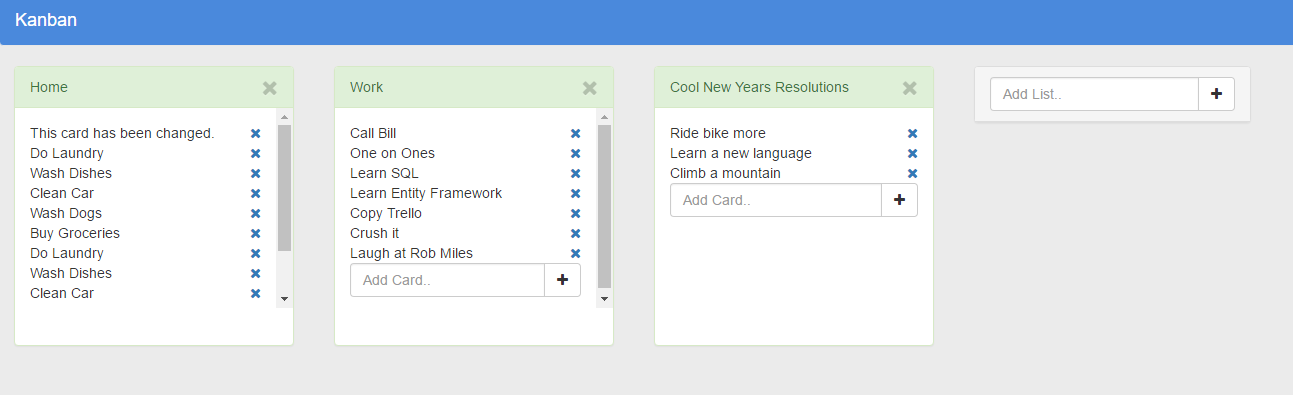 Kanban
Home
This card has been changed.
Do Laundry
Wash Dishes
Clean Car
Wash Dogs
Buy Groceries
Do Laundry
Wash Dishes
Clean Car
Work
Call Bill
One on Ones
Learn SQL
Learn Entity Framework
Copy Trello
Crush it
Laugh at Rob Miles
Add Card..
Cool New Years Resolutions
Ride bike more
Learn a new language
Climb a mountain
Add Card..
Add List..